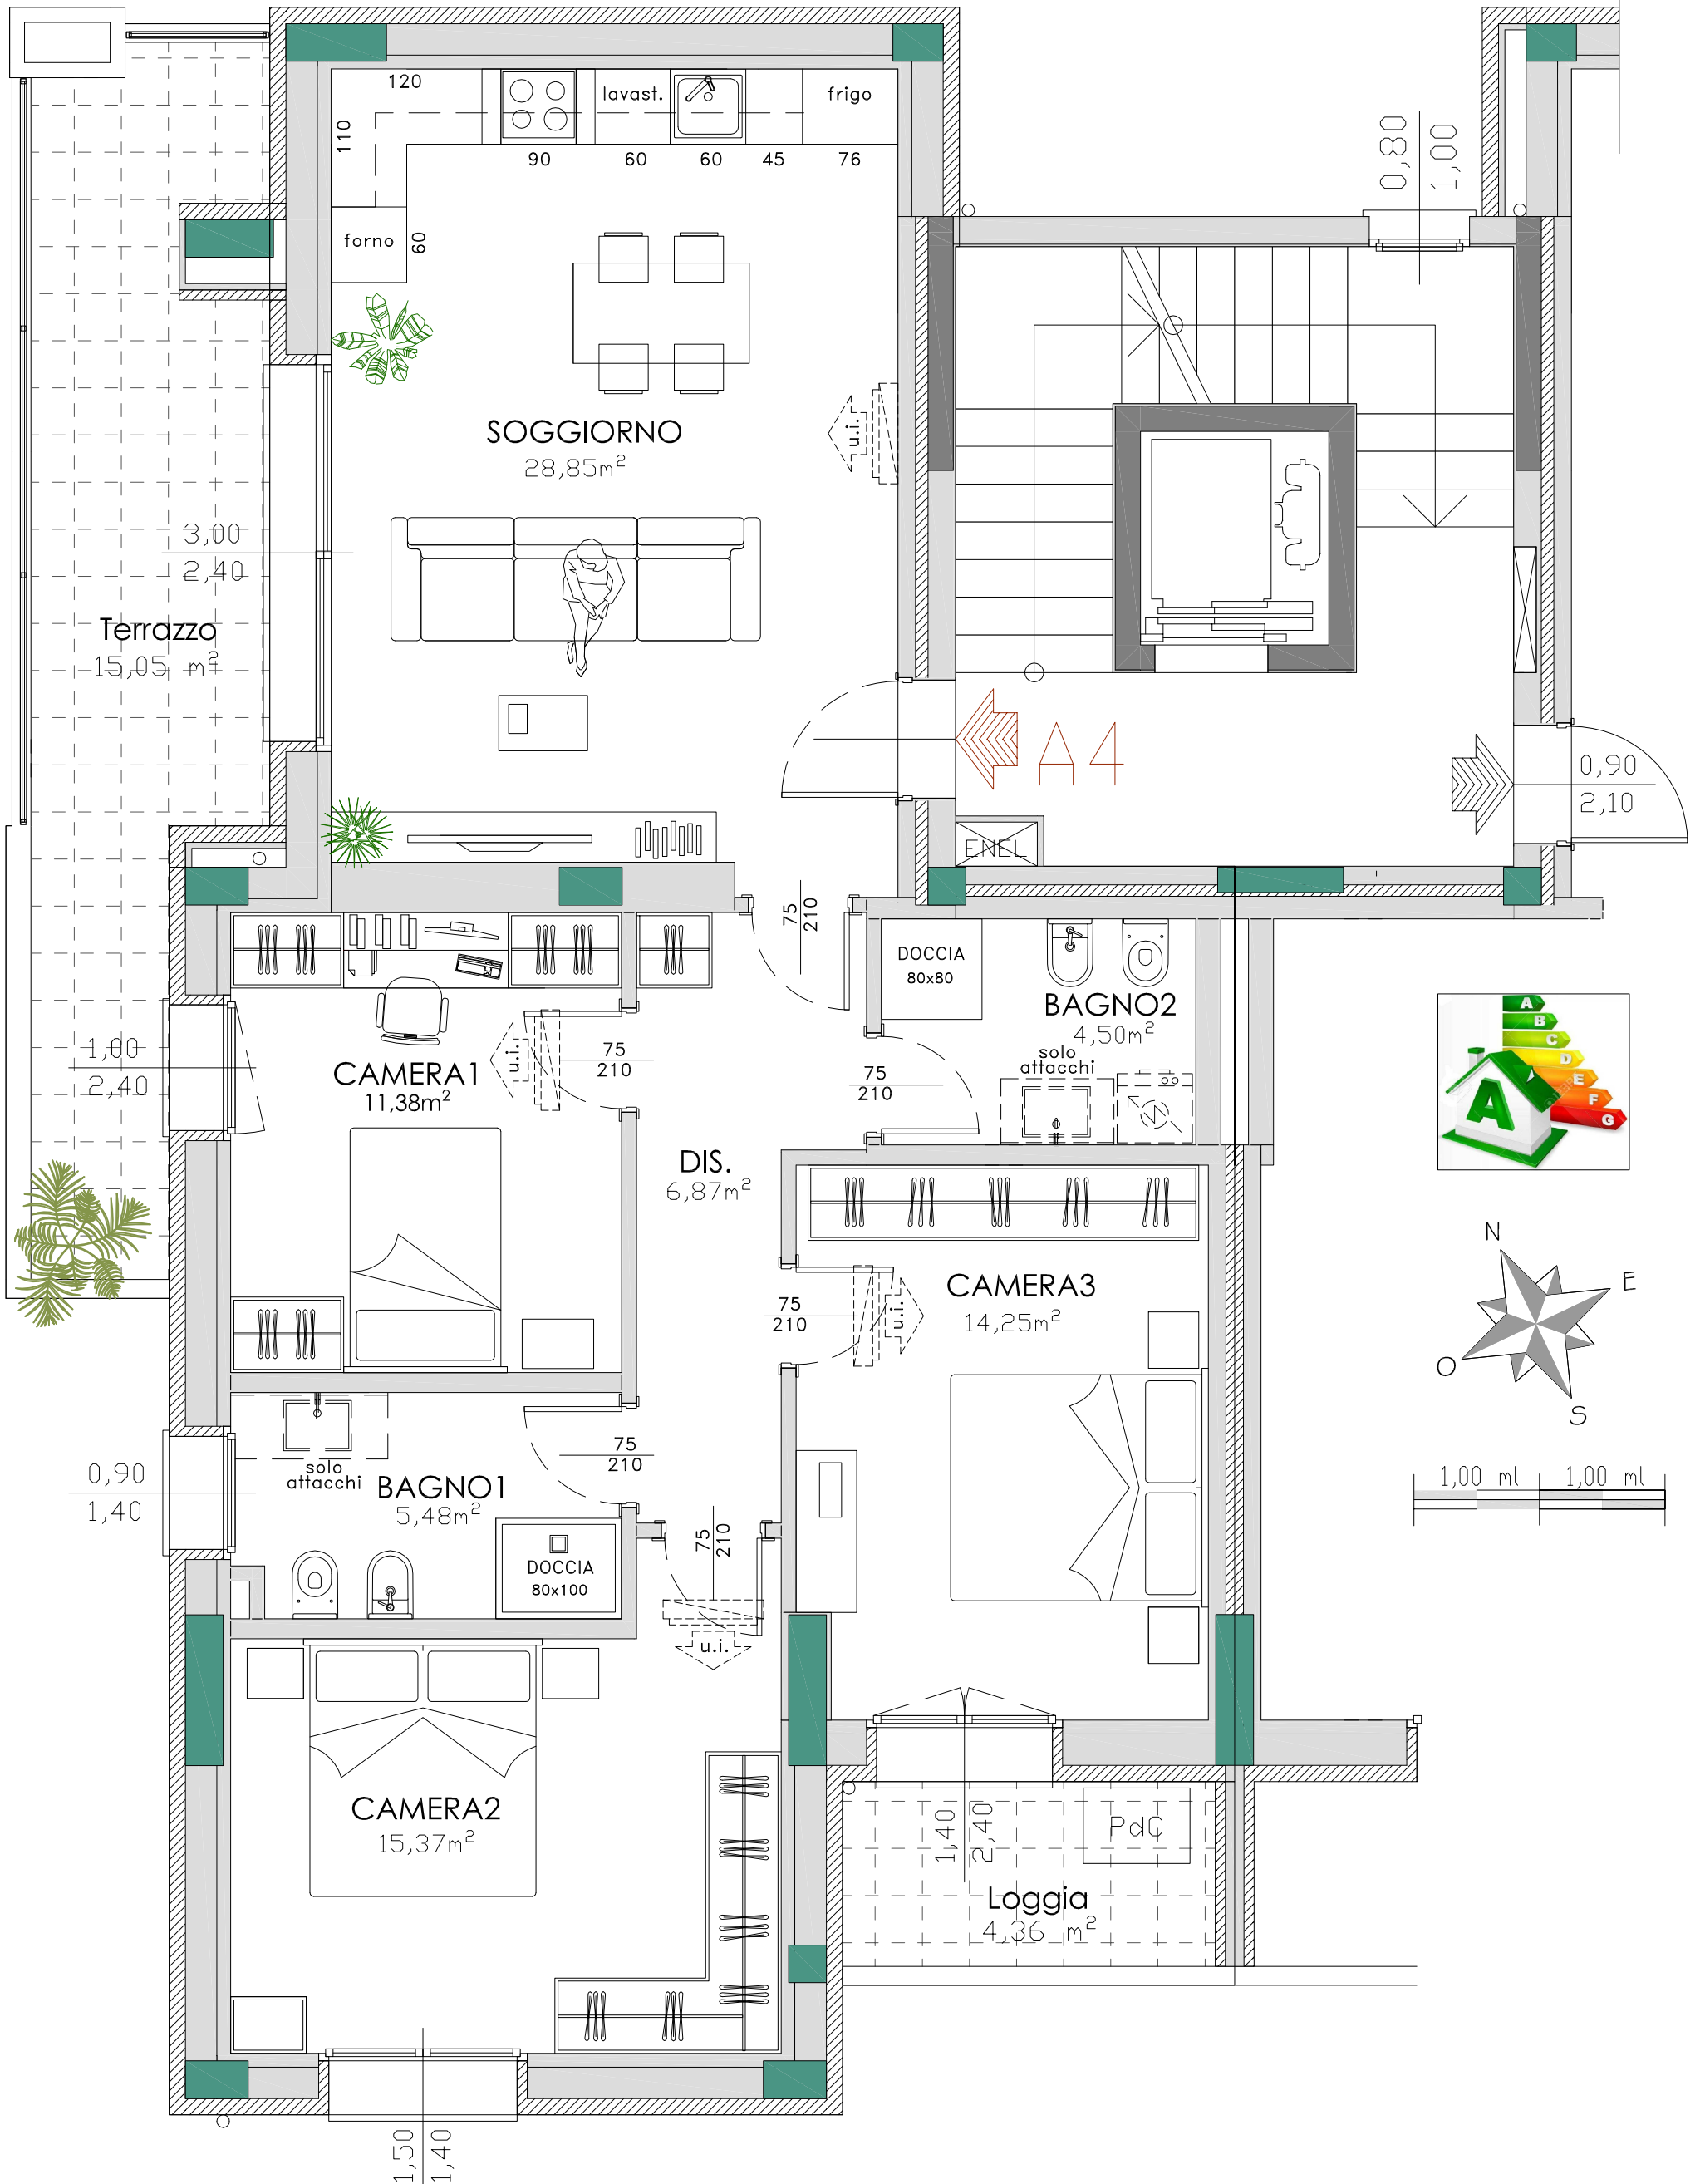 120
110
lavast.
frigo
90
60
60
45
76
forno
60
0,80
1,00
SOGGIORNO
28,85m²
u.i.
3,00
2,40
Terrazzo
15,05 m²
A4
0,90
2,10
ENEL
75
210
DOCCIA
80x80
BAGNO2
4,50m²
solo
attacchi
75
210
1,00
2,40
CAMERA1
11,38m²
u.i.
75
210
DIS.
6,87m²
A
B
C
D
E
F
G
A
N
E
O
S
CAMERA3
14,25m²
75
210
u.i.
0,90
1,40
solo
attacchi
BAGNO1
5,48m²
75
210
DOCCIA
80x100
75
210
u.i.
1,00 ml
1,00 ml
CAMERA2
15,37m²
1,40
2,40
PdC
Loggia
4,36 m²
1,50
1,40